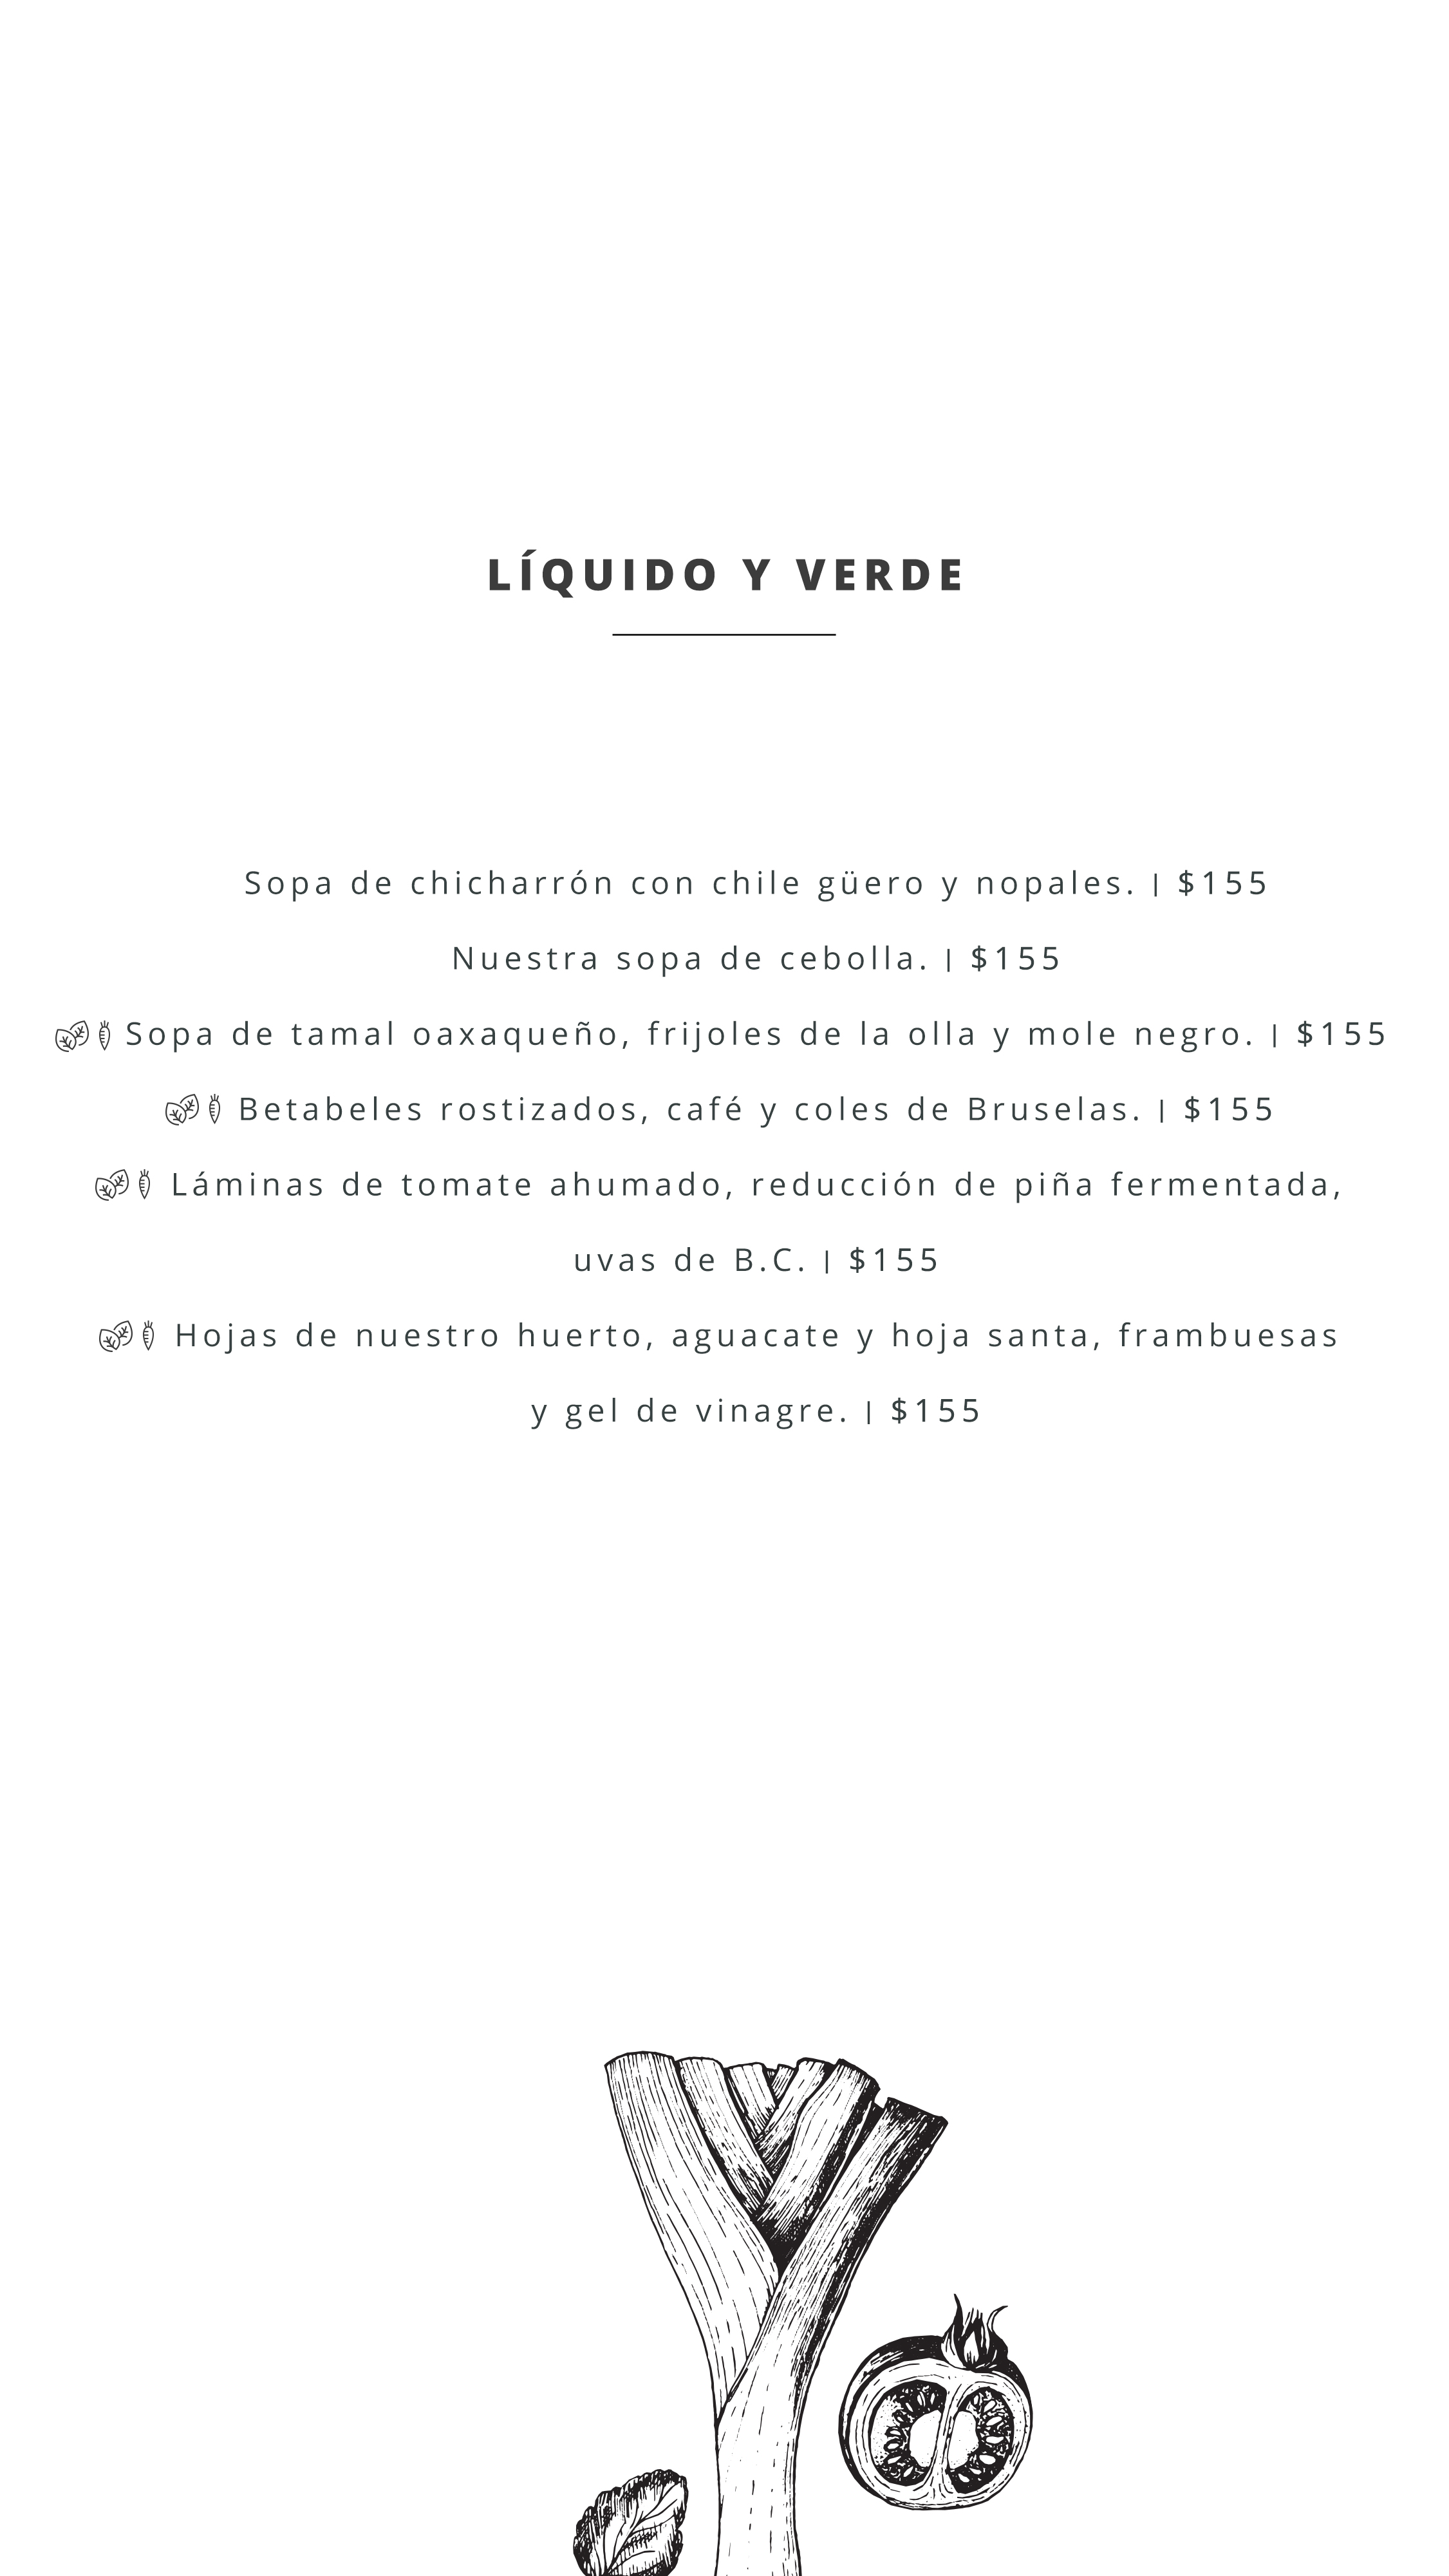 LÍQUIDO Y VERDE
Sopa de chicharrón con chile güero y nopales. | $155
Nuestra sopa de cebolla. | $155
Sopa de tamal oaxaqueño, frijoles de la olla y mole negro. | $155
Betabeles rostizados, café y coles de Bruselas. | $155
Láminas de tomate ahumado, reducción de piña fermentada,
uvas de B.C. | $155
Hojas de nuestro huerto, aguacate y hoja santa, frambuesas
y gel de vinagre. | $155